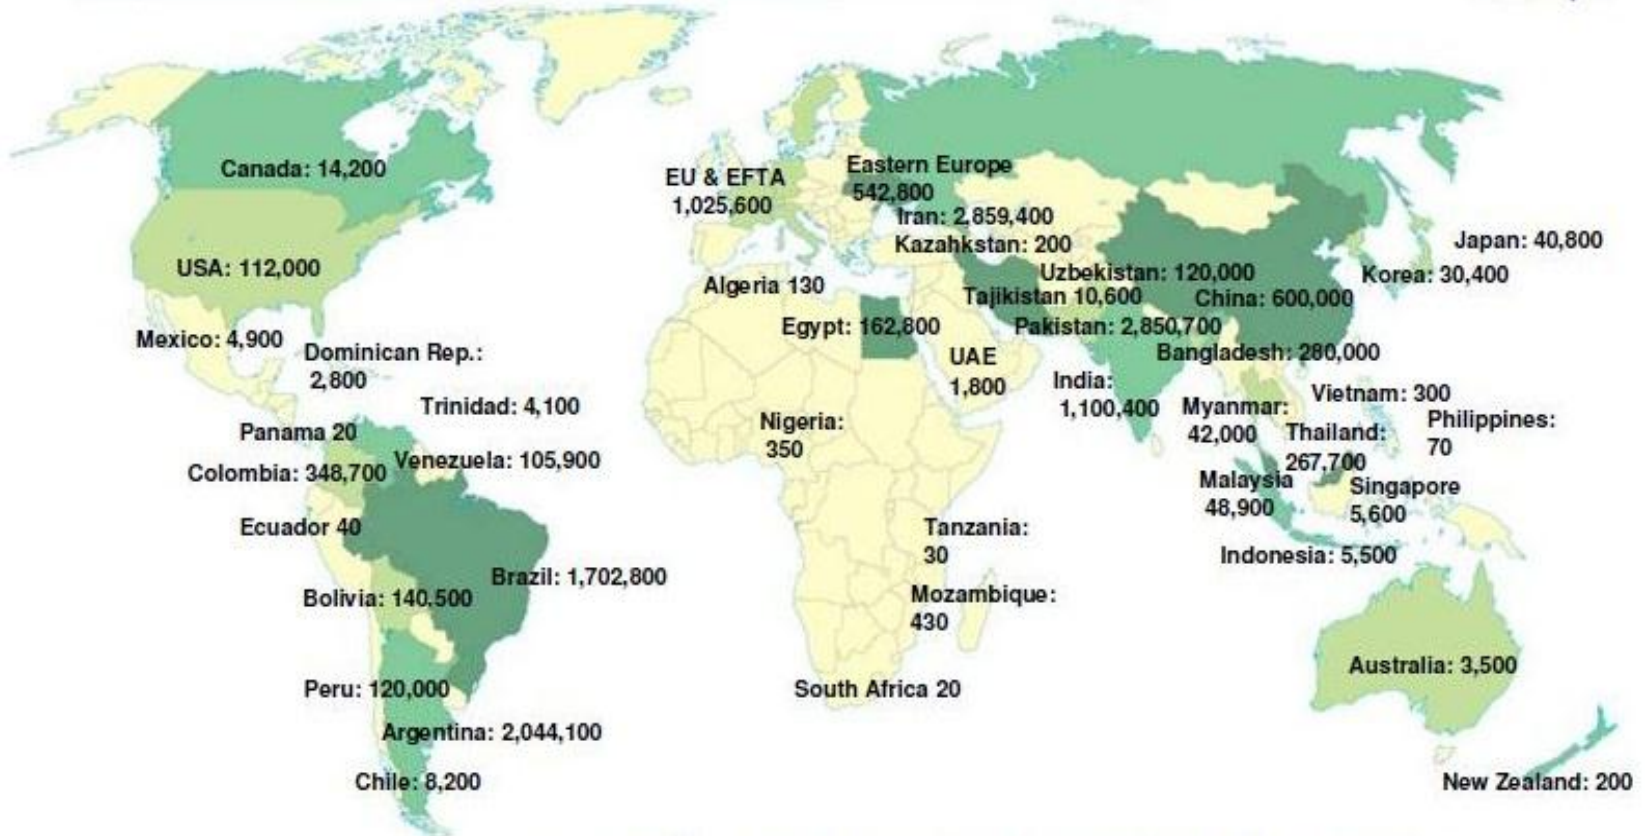 Canada: 14,200
USA: 112,000
Mexico: 4,900
Dominican Rep.:
2,800
Trinidad: 4,100
Panama 20
Venezuela: 105,900
Colombia: 348,700
Ecuador 40
Brazil: 1,702,800
Bolivia: 140,500
Peru: 120,000
Argentina: 2,044,100
Chile: 8,200
EU & EFTA
1,025,600
Eastern Europe
542,800
Iran: 2,859,400
Kazahkstan: 200
Uzbekistan: 120,000
Tajikistan 10,600
China: 600,000
Pakistan: 2,850,700
Bangladesh: 280,000
Japan: 40,800
Korea: 30,400
Algeria 130
Egypt: 162,800
UAE
1,800
India:
1,100,400
Myanmar:
42,000
Vietnam: 300
Thailand:
267,700
Philippines:
70
Malaysia
48,900
Singapore
5,600
Indonesia: 5,500
Nigeria:
350
Tanzania:
30
Mozambique:
430
South Africa 20
Australia: 3,500
New Zealand: 200